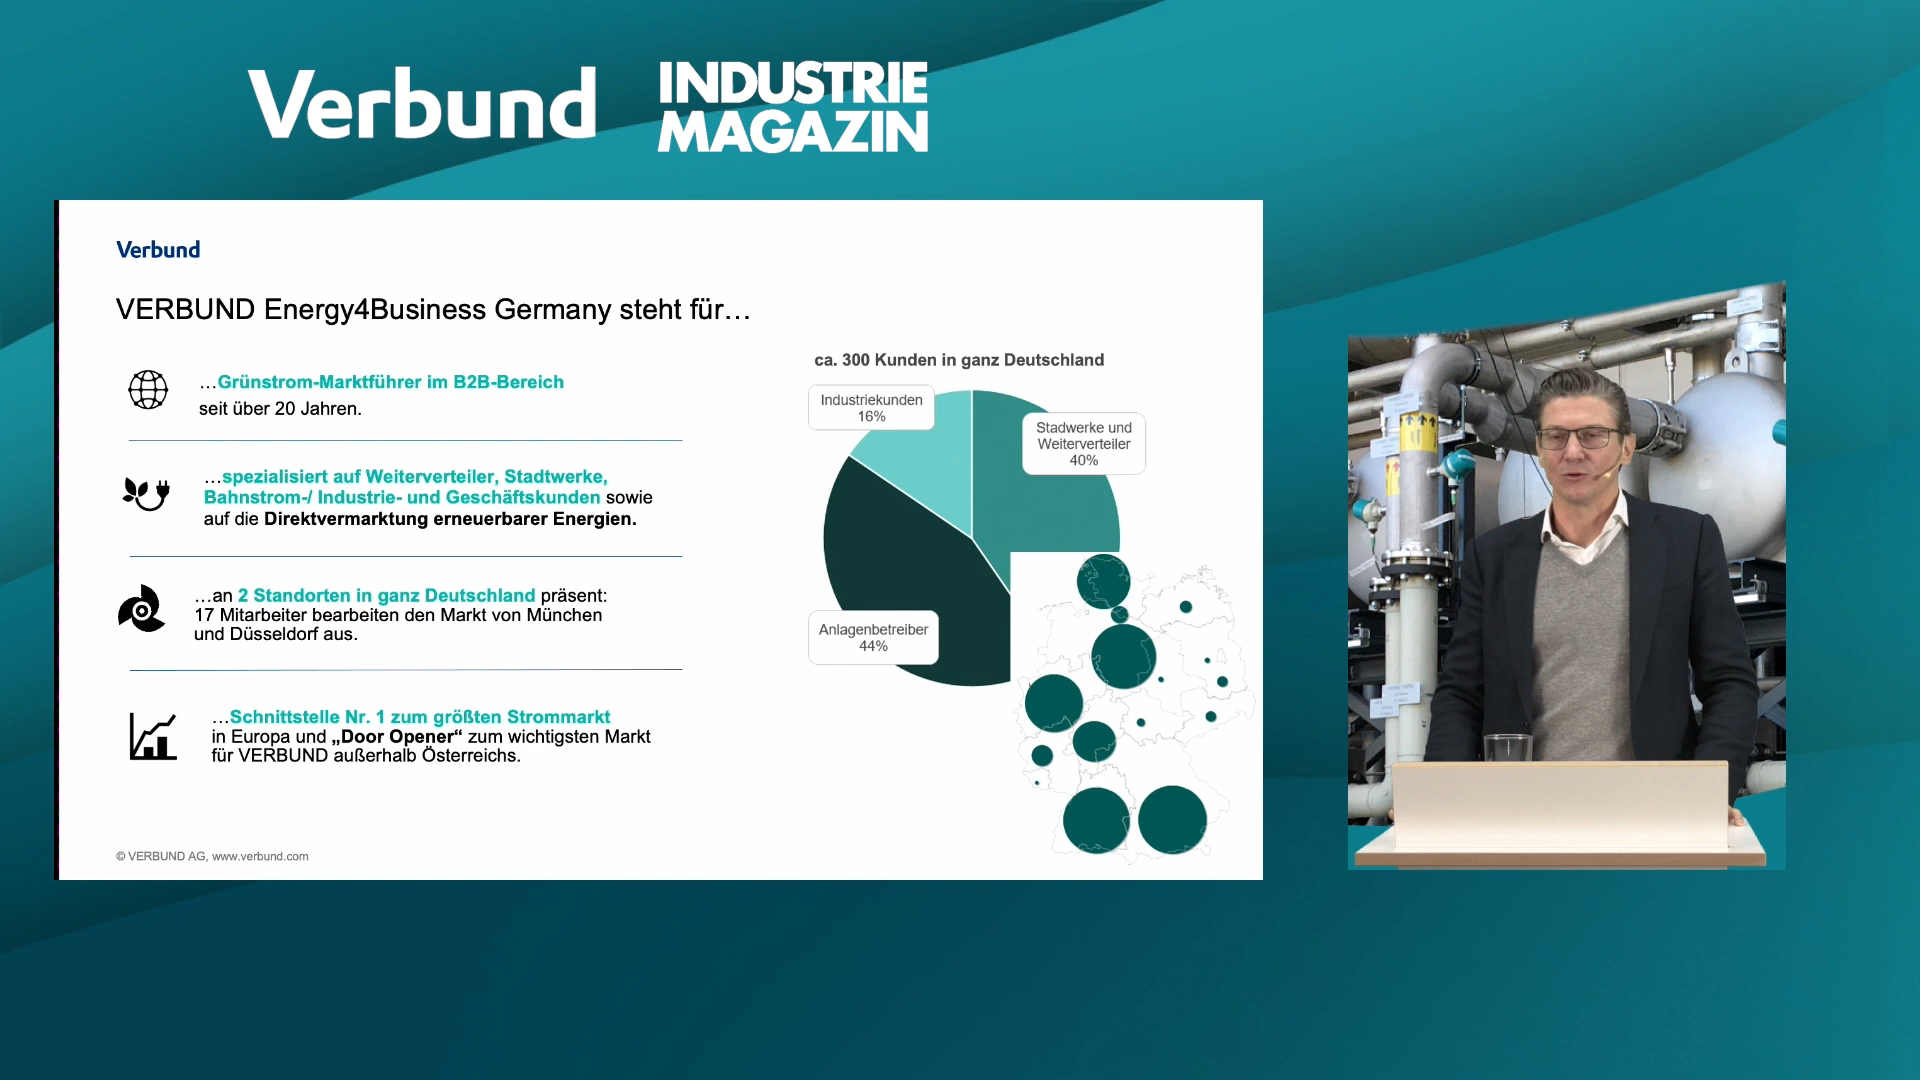 Verbund
INDUSTRIE
MAGAZIN
Verbund
VERBUND Energy4Business Germany steht für…
…Grünstrom-Marktführer im B2B-Bereich
seit über 20 Jahren.
…spezialisiert auf Weiterverteiler, Stadtwerke,
Bahnstrom-/ Industrie- und Geschäftskunden sowie
auf die Direktvermarktung erneuerbarer Energien.
…an 2 Standorten in ganz Deutschland präsent:
17 Mitarbeiter bearbeiten den Markt von München
und Düsseldorf aus.
…Schnittstelle Nr. 1 zum größten Strommarkt
in Europa und „Door Opener“ zum wichtigsten Markt
für VERBUND außerhalb Österreichs.
ca. 300 Kunden in ganz Deutschland
Industriekunden
16%
Stadwerke und
Weiterverteiler
40%
Anlagenbetreiber
44%
© VERBUND AG, www.verbund.com